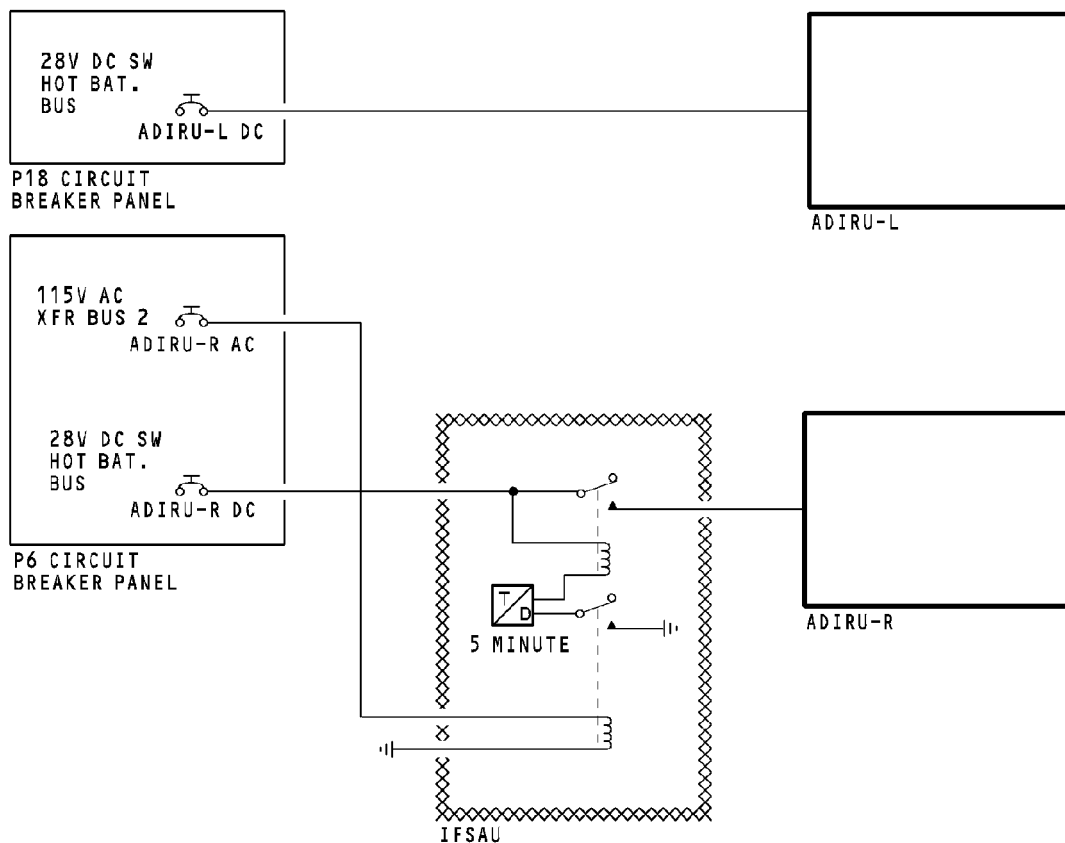 28V DC SW
HOT BAT.
BUS
ADIRU-L DC
P18 CIRCUIT
BREAKER PANEL
ADIRU-L
115V AC
XFR BUS 2
ADIRU-R AC
28V DC SW
HOT BAT.
BUS
ADIRU-R DC
P6 CIRCUIT
BREAKER PANEL
T
D
5 MINUTE
ADIRU-R
IFSAU